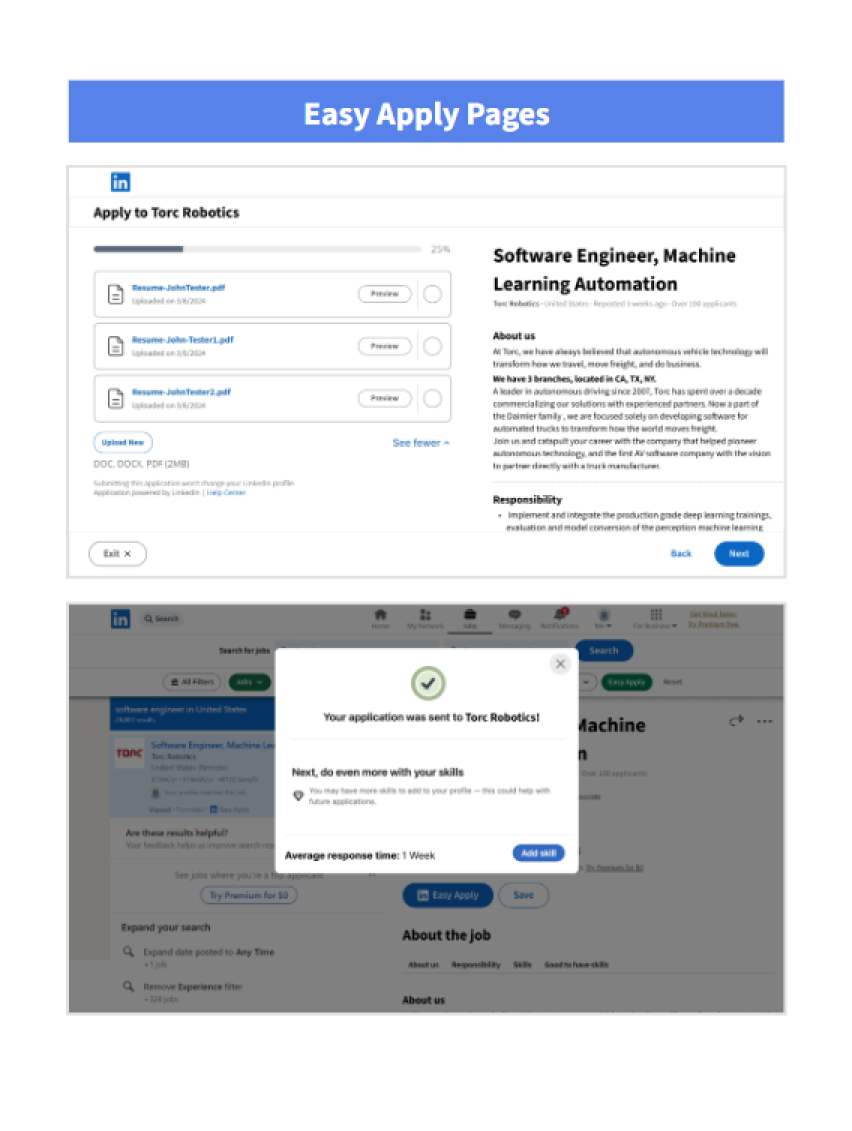 Easy Apply Pages
in
Apply to Torc Robotics
25%
Resume-JohnTester.pdf
Uploaded on 3/6/2024
Preview
Resume-John-Tester1.pdf
Uploaded on 3/6/2024
Preview
Resume-JohnTester2.pdf
Uploaded on 3/6/2024
Preview
Upload New
See fewer
DOC, DOCX, PDF (2MB)
Submitting this application won't change your LinkedIn profile.
Application powered by LinkedIn | Help Center
Software Engineer, Machine
Learning Automation
Torc Robotics · United States · Reposted 3 weeks ago · Over 100 applicants
About us
At Torc, we have always believed that autonomous vehicle technology will
transform how we travel, move freight, and do business.
We have 3 branches, located in CA, TX, NY.
A leader in autonomous driving since 2007, Torc has spent over a decade
commercializing our solutions with experienced partners. Now a part of
the Daimler family , we are focused solely on developing software for
automated trucks to transform how the world moves freight.
Join us and catapult your career with the company that helped pioneer
autonomous technology, and the first AV software company with the vision
to partner directly with a truck manufacturer.
Responsibility
• Implement and integrate the production grade deep learning trainings,
evaluation and model conversion of the perception machine learning
Exit ×
Back
Next
in
Search
Home
My Network
Jobs
Messaging
Notifications
Me
For Business
Get hired faster.
Try Premium free.
Search for jobs
Search
All Filters
Jobs
Easy Apply
Reset
software engineer in United States
results
TORC
Software Engineer, Machine Lea
Torc Robotics
United States (Remote)
Your profile matches this job
Viewed · Promoted · in Easy Apply
Are these results helpful?
Your feedback helps us improve search res
See jobs where you're a top applicant
Try Premium for $0
Expand your search
Expand date posted to Any Time
+1 job
Remove Experience filter
+324 jobs
Your application was sent to Torc Robotics!
Next, do even more with your skills
You may have more skills to add to your profile — this could help with
future applications.
Average response time: 1 Week
Add skill
Machine
n
Over 100 applicants
Try Premium for $0
in Easy Apply
Save
About the job
About us
Responsibility
Skills
Good to have skills
About us